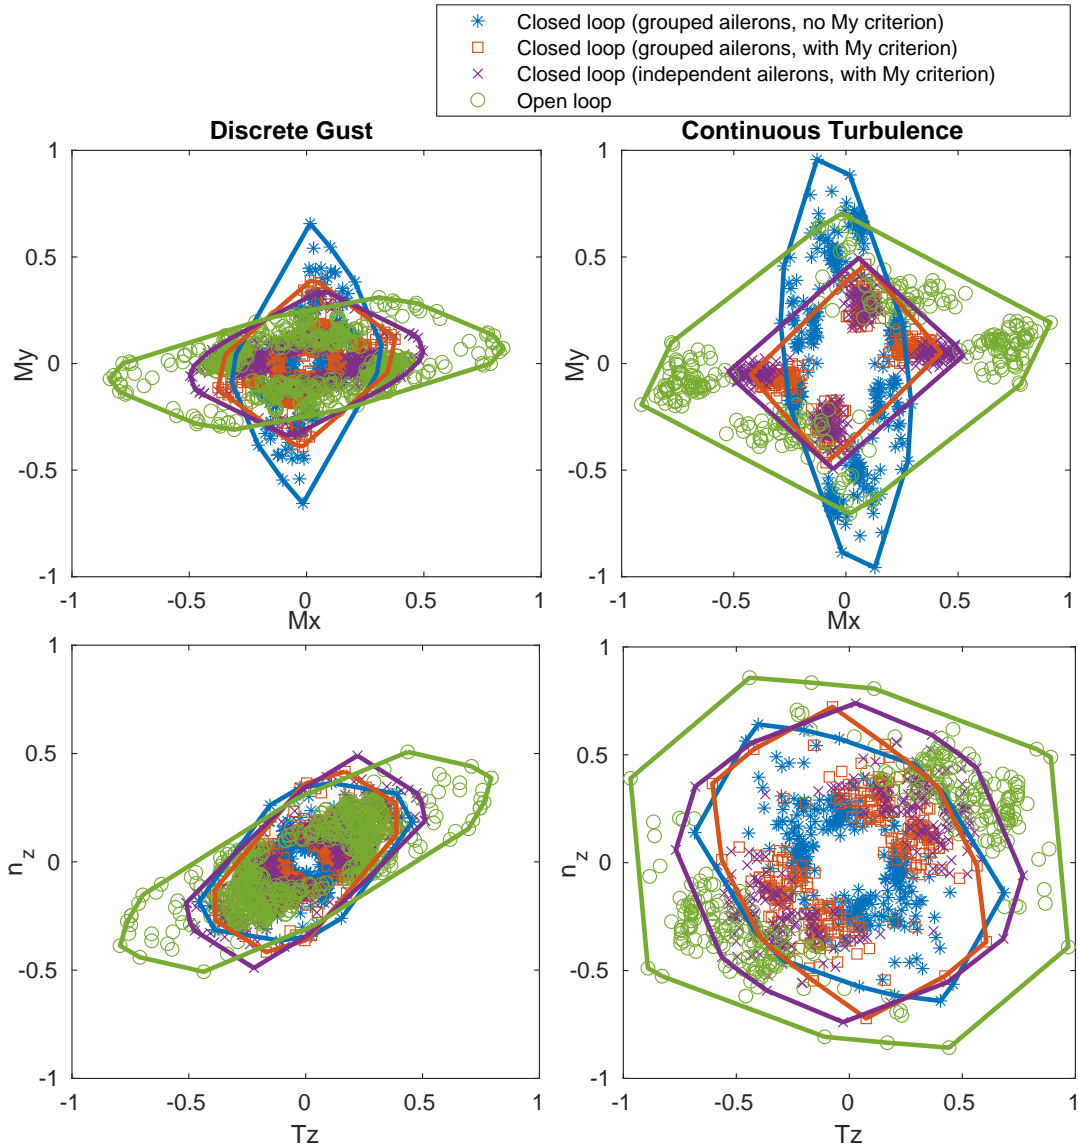 Closed loop (grouped ailerons, no My criterion)
Closed loop (grouped ailerons, with My criterion)
Closed loop (independent ailerons, with My criterion)
Open loop
Discrete Gust
Continuous Turbulence
1
0.5
0
-0.5
-1
My
-1
-0.5
0
0.5
1
Mx
1
0.5
0
-0.5
-1
My
-1
-0.5
0
0.5
1
Mx
1
0.5
0
-0.5
-1
n_z
-1
-0.5
0
0.5
1
Tz
1
0.5
0
-0.5
-1
n_z
-1
-0.5
0
0.5
1
Tz